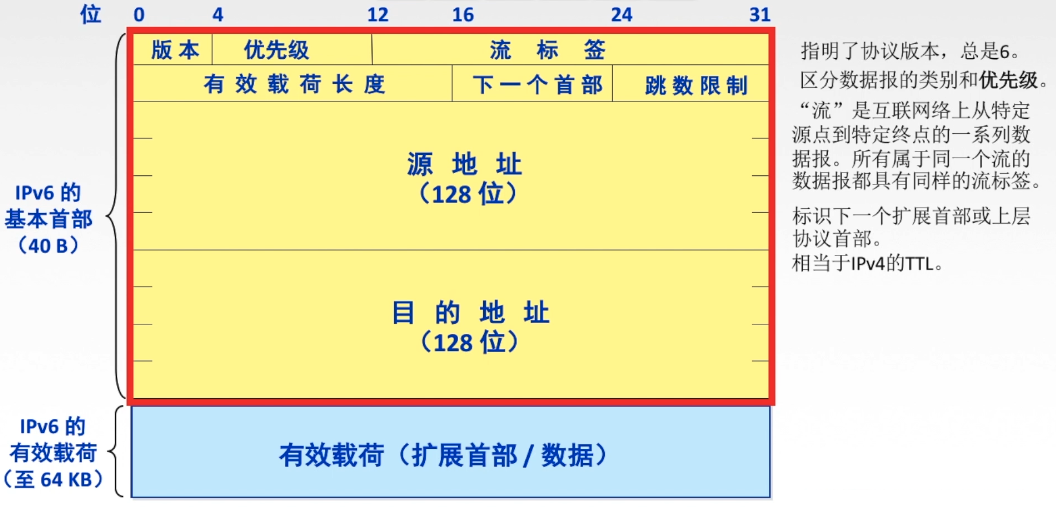 位 0 4 12 16 24 31
版本 优先级 流标签
有效载荷长度 下一个首部 跳数限制
源地址
（128 位）
目的地址
（128 位）
有效载荷（扩展首部 / 数据）
IPv6 的
基本首部
（40 B）
IPv6 的
有效载荷
（至 64 KB）
指明了协议版本，总是6。
区分数据报的类别和优先级。
“流”是互联网络上从特定
源点到特定终点的一系列数
据报。所有属于同一个流的
数据报都具有同样的流标签。
标识下一个扩展首部或上层
协议首部。
相当于IPv4的TTL。